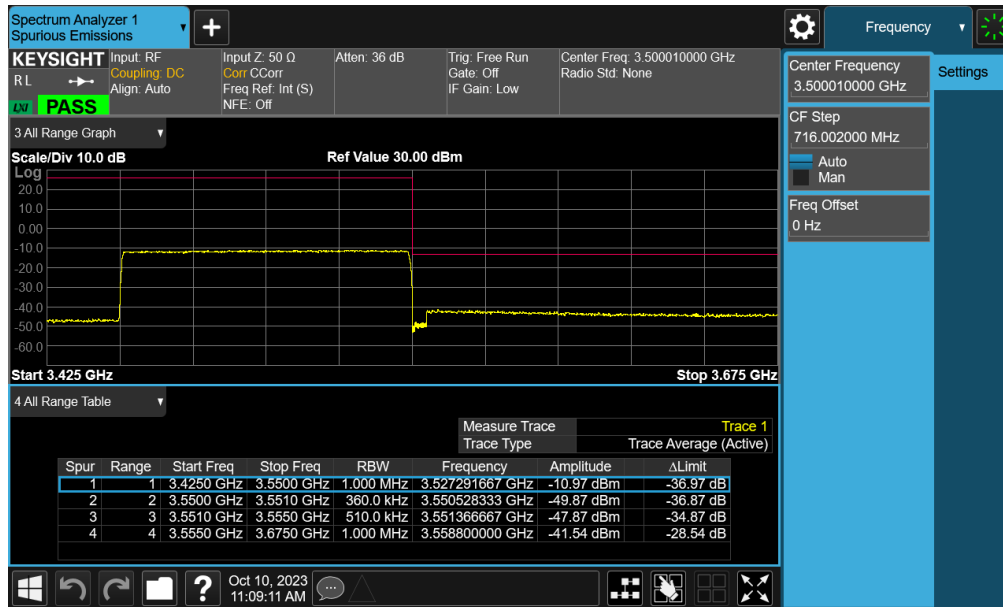 Spectrum Analyzer 1
Spurious Emissions
Frequency
KEYSIGHT
R L
LXI
PASS
Input: RF
Coupling: DC
Align: Auto
Input Z: 50 Ω
Corr CCorr
Freq Ref: Int (S)
NFE: Off
Atten: 36 dB
Trig: Free Run
Gate: Off
IF Gain: Low
Center Freq: 3.500010000 GHz
Radio Std: None
Center Frequency
3.500010000 GHz
Settings
CF Step
716.002000 MHz
Auto
Man
Freq Offset
0 Hz
3 All Range Graph
Scale/Div 10.0 dB
Ref Value 30.00 dBm
Log
20.0
10.0
0.00
-10.0
-20.0
-30.0
-40.0
-50.0
-60.0
Start 3.425 GHz
Stop 3.675 GHz
4 All Range Table
Measure Trace Trace 1
Trace Type Trace Average (Active)
Spur Range Start Freq Stop Freq RBW Frequency Amplitude ΔLimit
1 1 3.4250 GHz 3.5500 GHz 1.000 MHz 3.527291667 GHz -10.97 dBm -36.97 dB
2 2 3.5500 GHz 3.5510 GHz 360.0 kHz 3.550528333 GHz -49.87 dBm -36.87 dB
3 3 3.5510 GHz 3.5550 GHz 510.0 kHz 3.551366667 GHz -47.87 dBm -34.87 dB
4 4 3.5550 GHz 3.6750 GHz 1.000 MHz 3.558800000 GHz -41.54 dBm -28.54 dB
?
Oct 10, 2023
11:09:11 AM